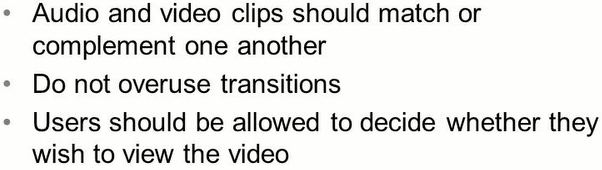 • Audio and video clips should match or
complement one another
• Do not overuse transitions
• Users should be allowed to decide whether they
wish to view the video